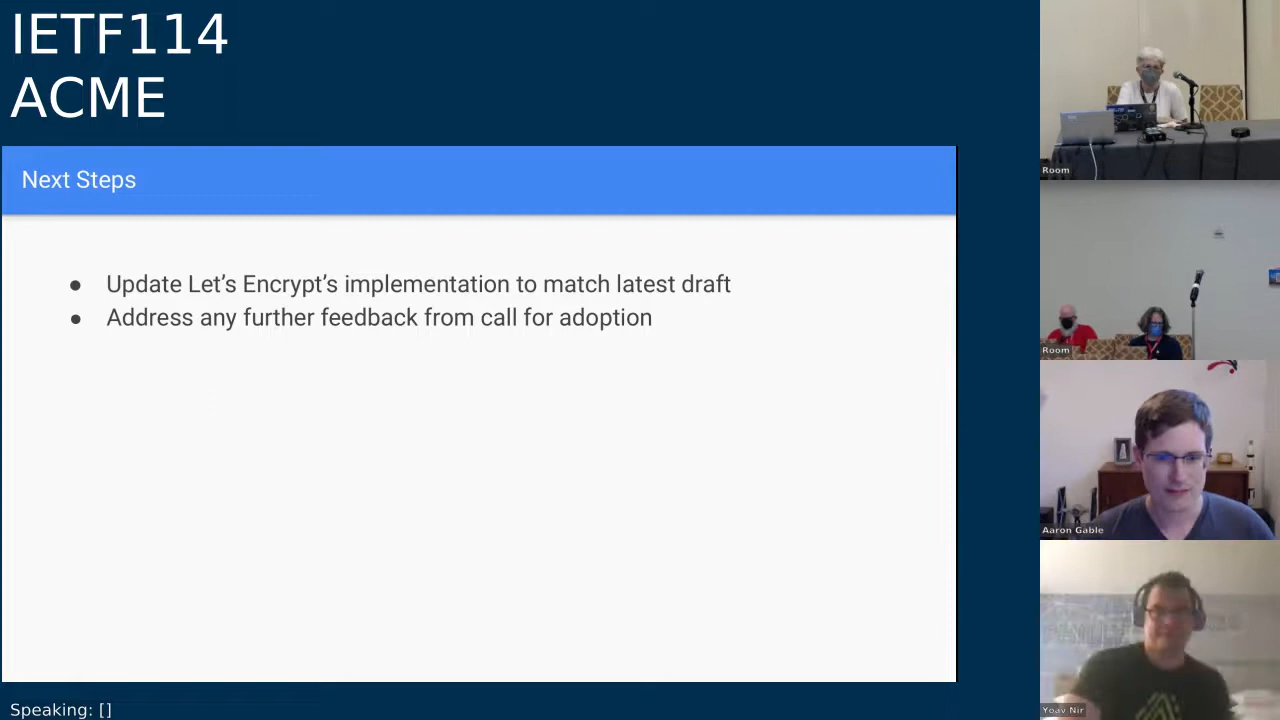 IETF114
ACME
Next Steps
● Update Let’s Encrypt’s implementation to match latest draft
● Address any further feedback from call for adoption
Speaking: []
Room
Room
Aaron Gable
Yoav Nir